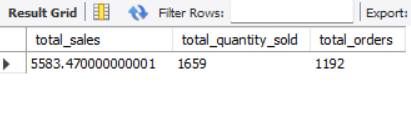 Result Grid Filter Rows: Export:
total_sales total_quantity_sold total_orders
5583.470000000001 1659 1192